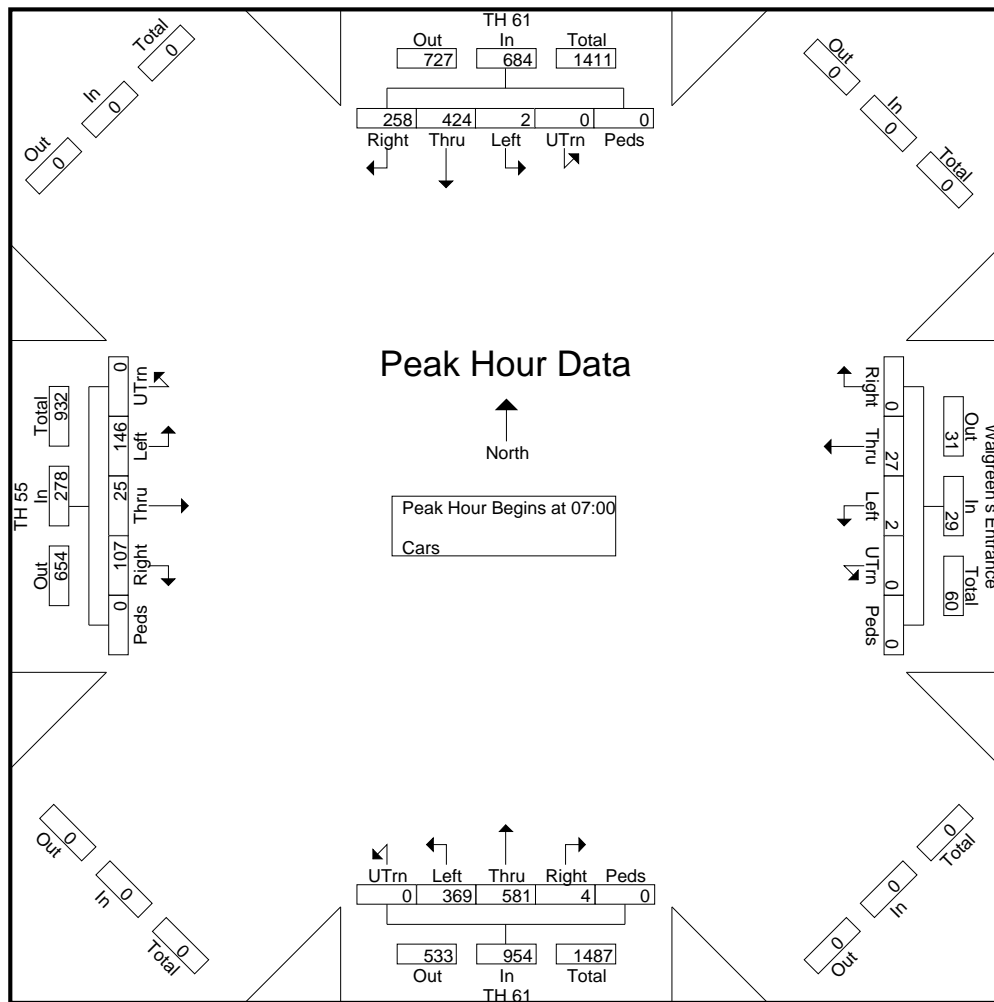 TH 61
Out In Total
727 684 1411
258 424 2 0 0
Right Thru Left UTrn Peds
Total
0
In
0
Out
0
Out
0
In
0
Total
0
TH 55
Total In Out
932 278 654
0 146 25 107 0
UTrn Left Thru Right Peds
Peak Hour Data
North
Peak Hour Begins at 07:00
Cars
Right Thru Left UTrn Peds
0 27 2 0 0
31 29 60
Out In Total
Walgreen's Entrance
0
Out
0
In
0
Total
UTrn Left Thru Right Peds
0 369 581 4 0
533 954 1487
Out In Total
TH 61
0
Total
0
In
0
Out